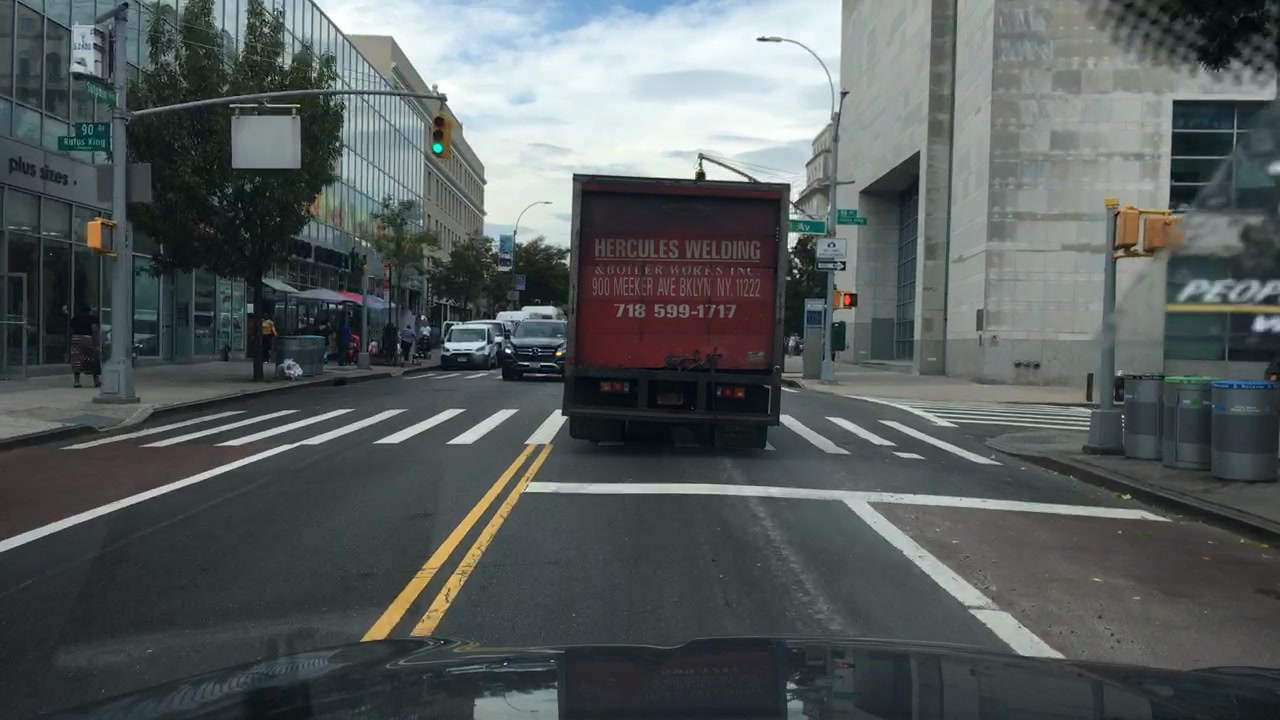 90 Av
Rufus King
plus sizes.
HERCULES WELDING
& BOILER WORKS INC
900 MEEKER AVE BKLYN NY. 11222
718 599-1717
Av
PEOP